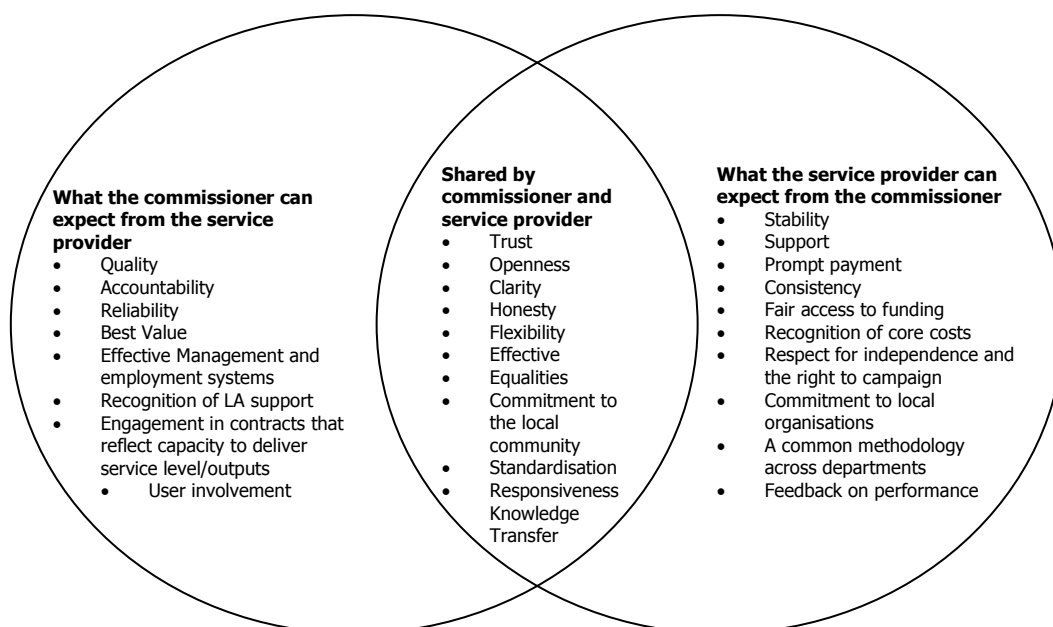 What the commissioner can
expect from the service
provider
• Quality
• Accountability
• Reliability
• Best Value
• Effective Management and
employment systems
• Recognition of LA support
• Engagement in contracts that
reflect capacity to deliver
service level/outputs
• User involvement
Shared by
commissioner and
service provider
• Trust
• Openness
• Clarity
• Honesty
• Flexibility
• Effective
• Equalities
• Commitment to
the local
community
• Standardisation
• Responsiveness
Knowledge
Transfer
What the service provider can
expect from the commissioner
• Stability
• Support
• Prompt payment
• Consistency
• Fair access to funding
• Recognition of core costs
• Respect for independence and
the right to campaign
• Commitment to local
organisations
• A common methodology
across departments
• Feedback on performance